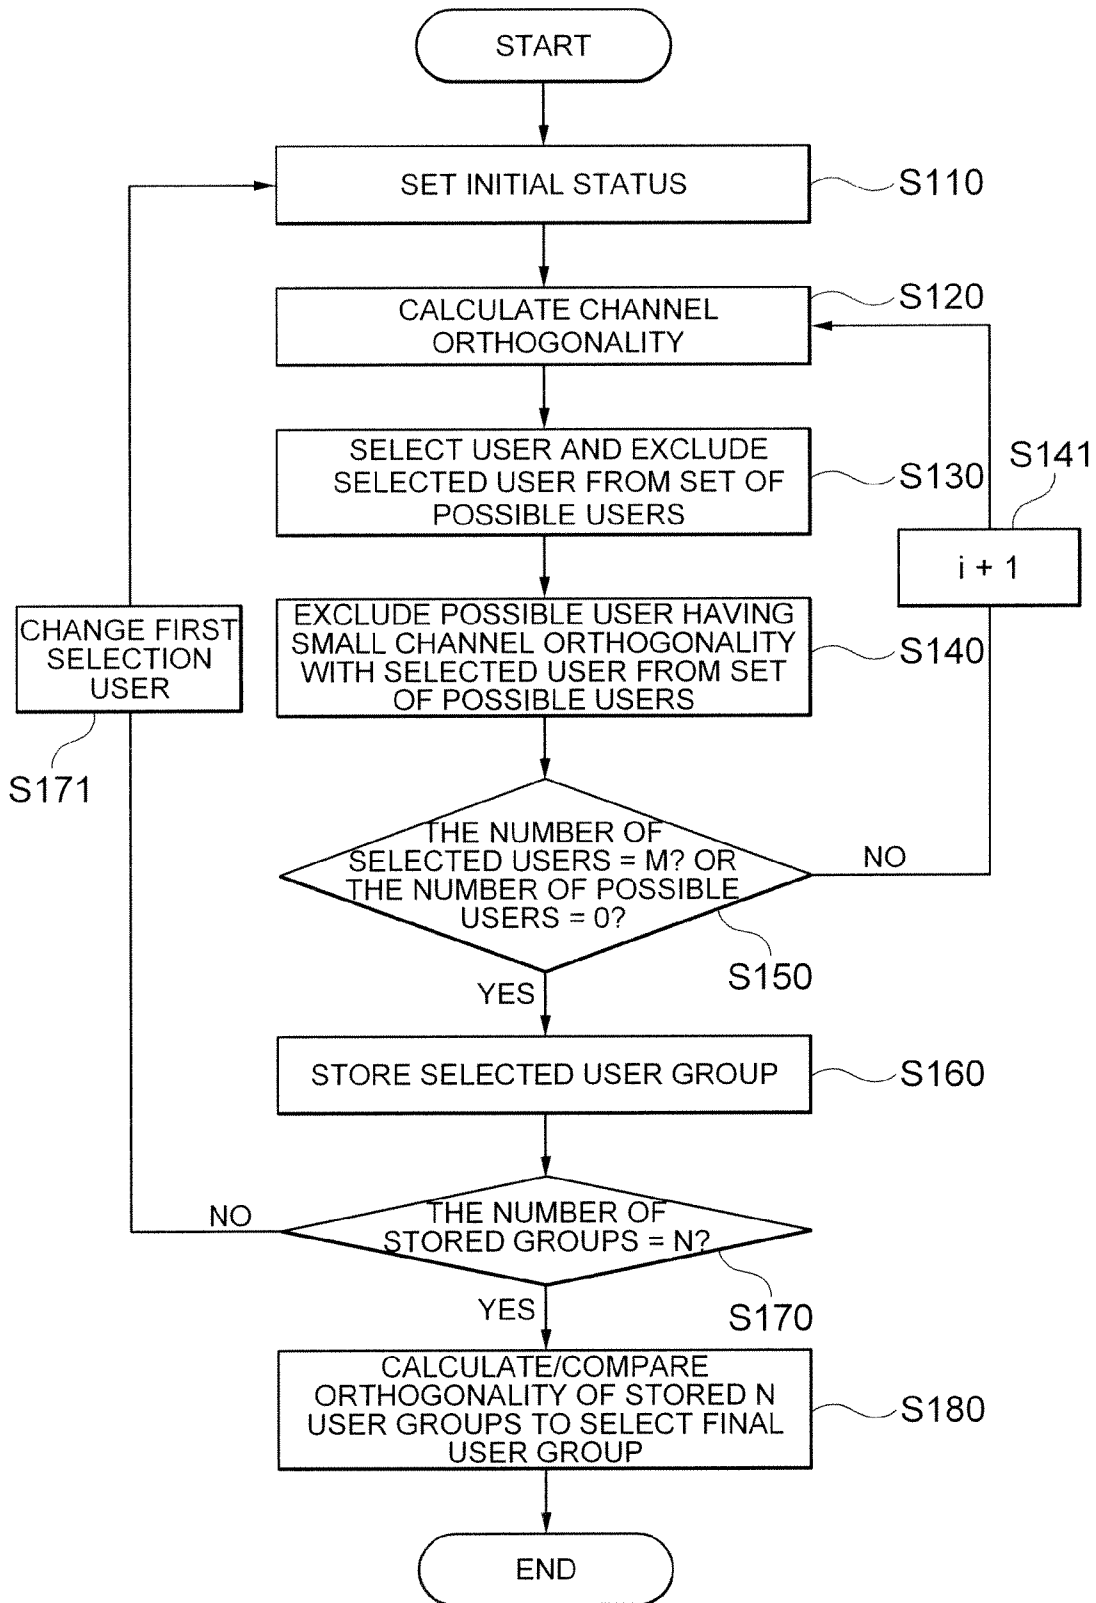 START
SET INITIAL STATUS
S110
CALCULATE CHANNEL
ORTHOGONALITY
S120
SELECT USER AND EXCLUDE
SELECTED USER FROM SET OF
POSSIBLE USERS
S130
S141
i + 1
EXCLUDE POSSIBLE USER HAVING
SMALL CHANNEL ORTHOGONALITY
WITH SELECTED USER FROM SET
OF POSSIBLE USERS
S140
CHANGE FIRST
SELECTION
USER
S171
THE NUMBER OF
SELECTED USERS = M? OR
THE NUMBER OF POSSIBLE
USERS = 0?
NO
S150
YES
STORE SELECTED USER GROUP
S160
THE NUMBER OF
STORED GROUPS = N?
NO
S170
YES
CALCULATE/COMPARE
ORTHOGONALITY OF STORED N
USER GROUPS TO SELECT FINAL
USER GROUP
S180
END